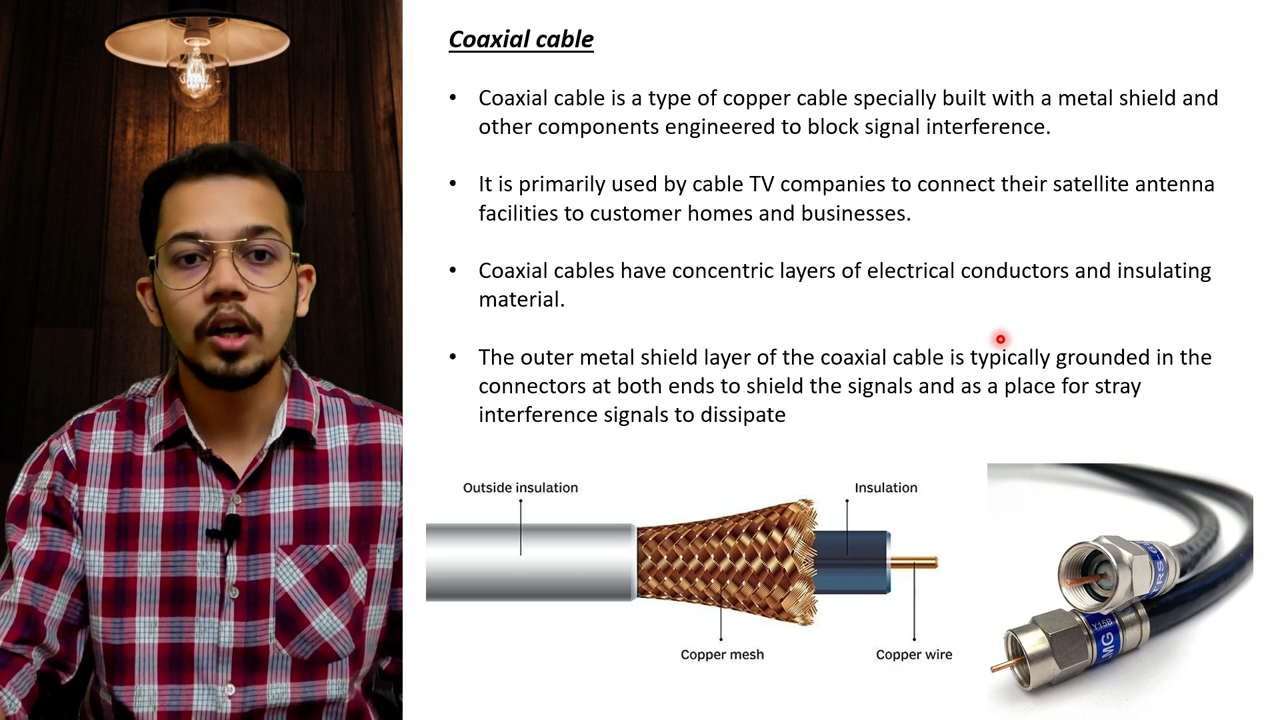 Coaxial cable
• Coaxial cable is a type of copper cable specially built with a metal shield and
other components engineered to block signal interference.
• It is primarily used by cable TV companies to connect their satellite antenna
facilities to customer homes and businesses.
• Coaxial cables have concentric layers of electrical conductors and insulating
material.
• The outer metal shield layer of the coaxial cable is typically grounded in the
connectors at both ends to shield the signals and as a place for stray
interference signals to dissipate
Outside insulation
Insulation
Copper mesh
Copper wire